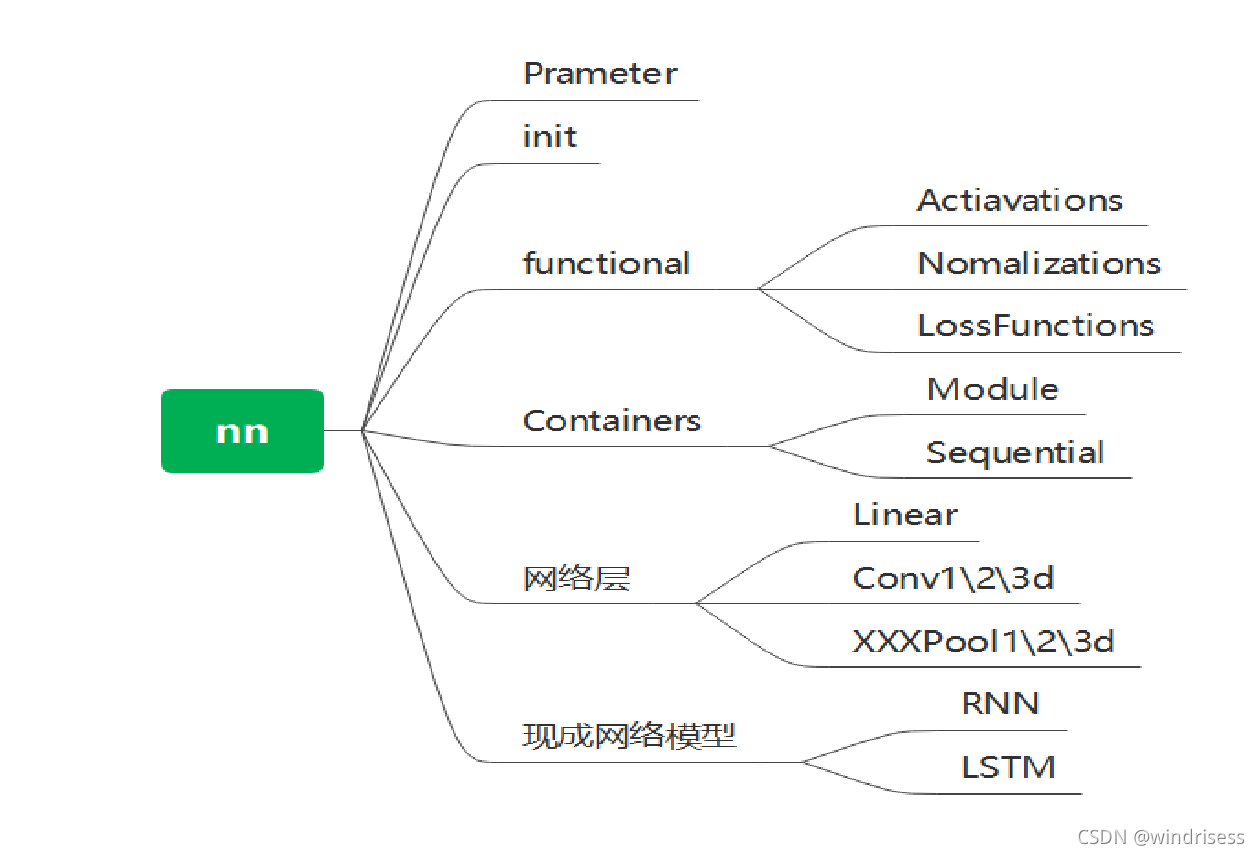 Prameter
init
functional
Actiavations
Nomalizations
LossFunctions
nn
Containers
Module
Sequential
网络层
Linear
Conv1\2\3d
XXXPool1\2\3d
现成网络模型
RNN
LSTM
CSDN @windrisess